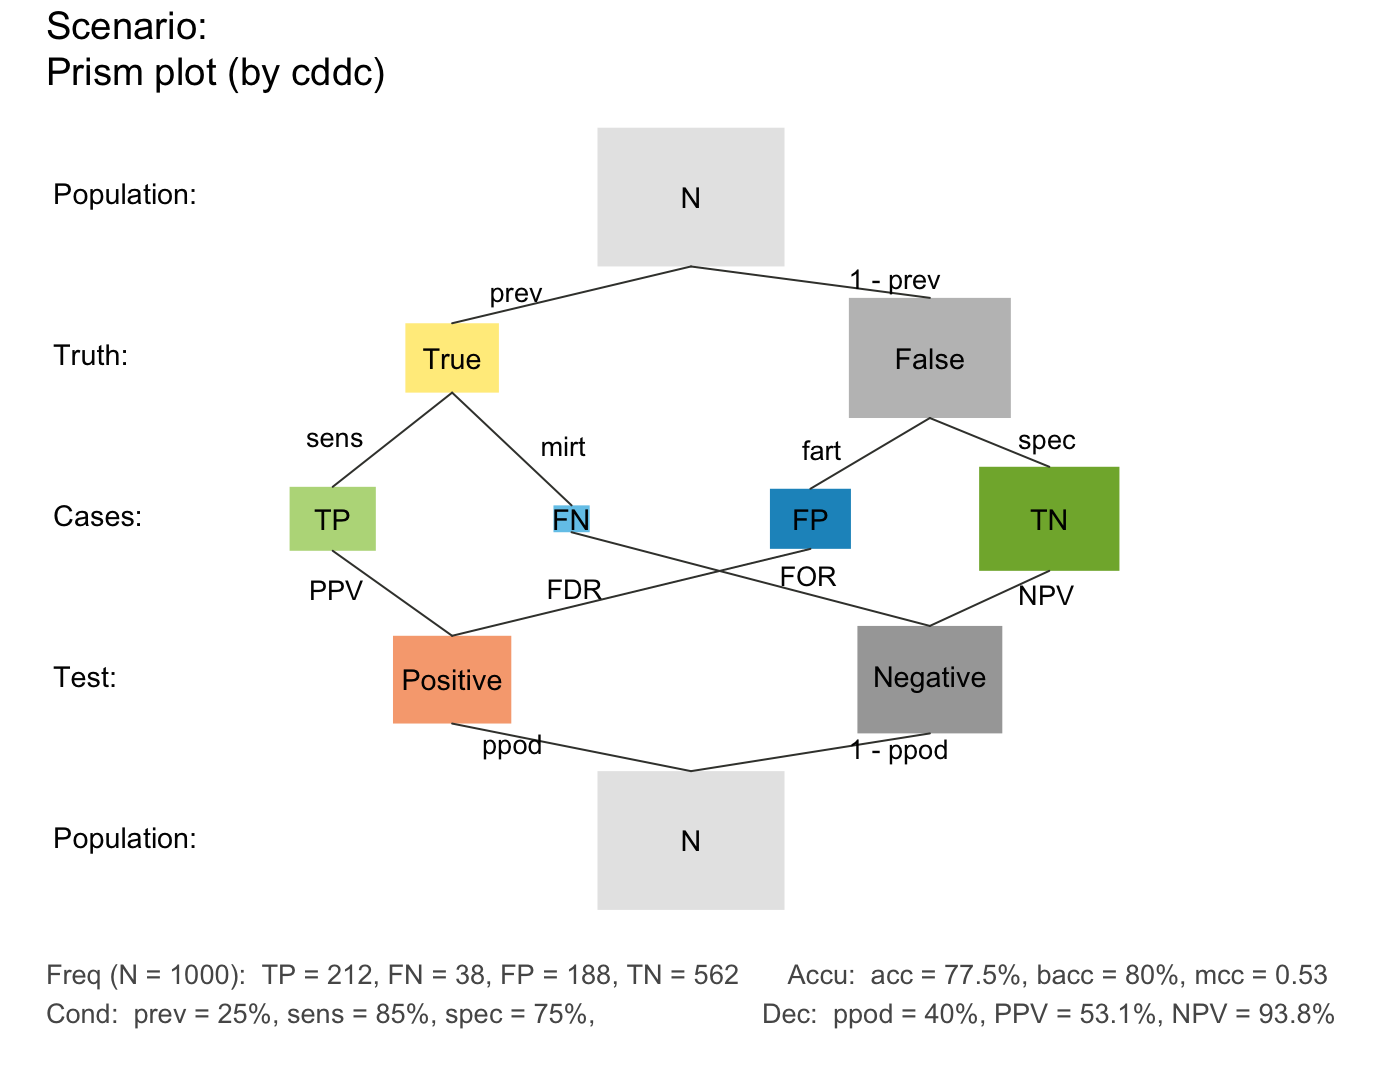 Scenario:
Prism plot (by cddc)
Population:
N
prev
1 - prev
Truth:
True
False
sens
mirt
fart
spec
Cases:
TP
FN
FP
TN
PPV
FDR
FOR
NPV
Test:
Positive
Negative
ppod
1 - ppod
Population:
N
Freq (N = 1000):  TP = 212, FN = 38, FP = 188, TN = 562
Accu:  acc = 77.5%, bacc = 80%, mcc = 0.53
Cond:  prev = 25%, sens = 85%, spec = 75%,
Dec:  ppod = 40%, PPV = 53.1%, NPV = 93.8%